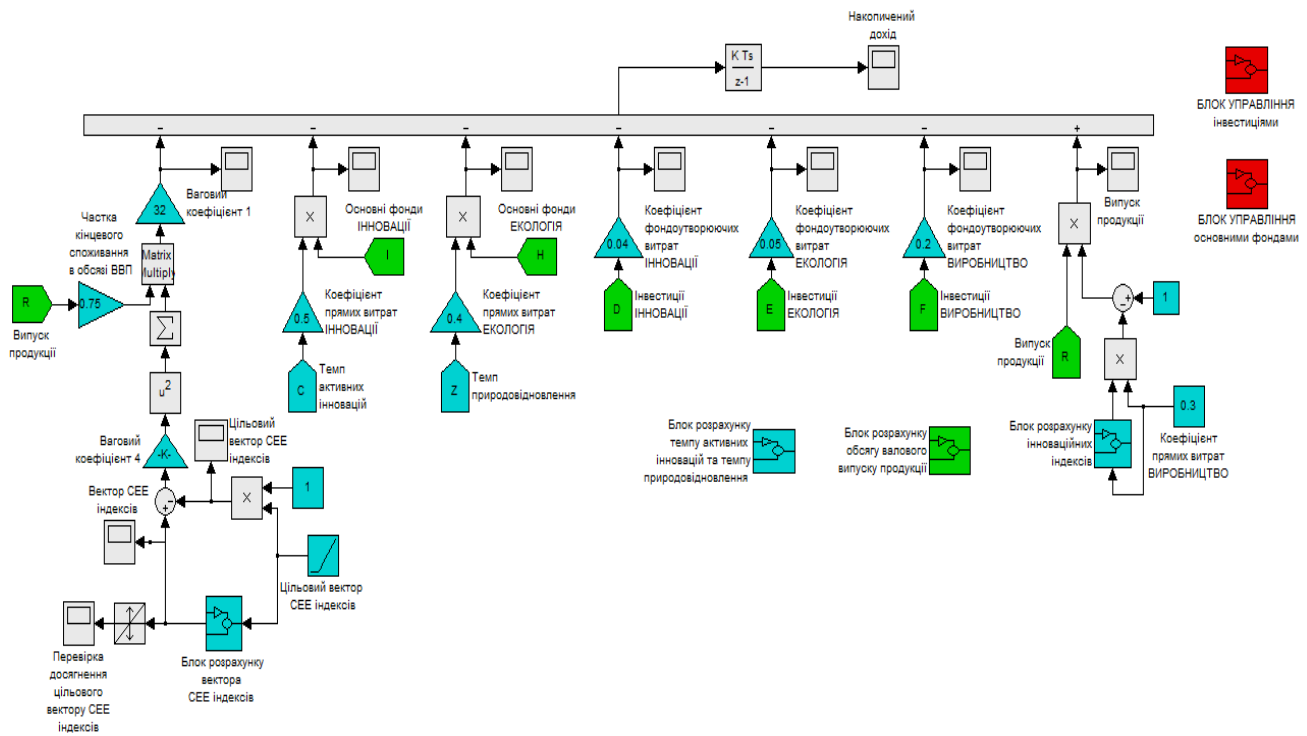 Накопичений
дохід
K Ts
z-1
БЛОК УПРАВЛІННЯ
інвестиціями
БЛОК УПРАВЛІННЯ
основними фондами
-
-
-
-
-
-
+
32
Ваговий
коефіцієнт 1
Частка
кінцевого
споживання
в обсяві ВВП
Matrix
Multiply
R
0.75
Випуск
продукції
∑
u²
Ваговий
коефіцієнт 4
-K-
Цільовий
вектор СЕЕ
індексів
Вектор СЕЕ
індексів
-
+
X
1
Цільовий вектор
СЕЕ індексів
Перевірка
досягнення
цільового
вектору СЕЕ
індексів
Блок розрахунку
вектора
СЕЕ індексів
X
Основні фонди
ІННОВАЦІЇ
I
0.5
Коефіцієнт
прямих витрат
ІННОВАЦІЇ
C
Темп
активних
інновацій
X
Основні фонди
ЕКОЛОГІЯ
H
0.4
Коефіцієнт
прямих витрат
ЕКОЛОГІЯ
Z
Темп
природовідновлення
0.04
Коефіцієнт
фондоутворюючих
витрат
ІННОВАЦІЇ
D
Інвестиції
ІННОВАЦІЇ
0.05
Коефіцієнт
фондоутворюючих
витрат
ЕКОЛОГІЯ
E
Інвестиції
ЕКОЛОГІЯ
0.2
Коефіцієнт
фондоутворюючих
витрат
ВИРОБНИЦТВО
F
Інвестиції
ВИРОБНИЦТВО
X
Випуск
продукції
Випуск
продукції
R
-
+
1
X
0.3
Коефіцієнт
прямих витрат
ВИРОБНИЦТВО
Блок розрахунку
інноваційних
індексів
Блок розрахунку
темпу активних
інновацій та темпу
природовідновлення
Блок розрахунку
обсягу валового
випуску продукції